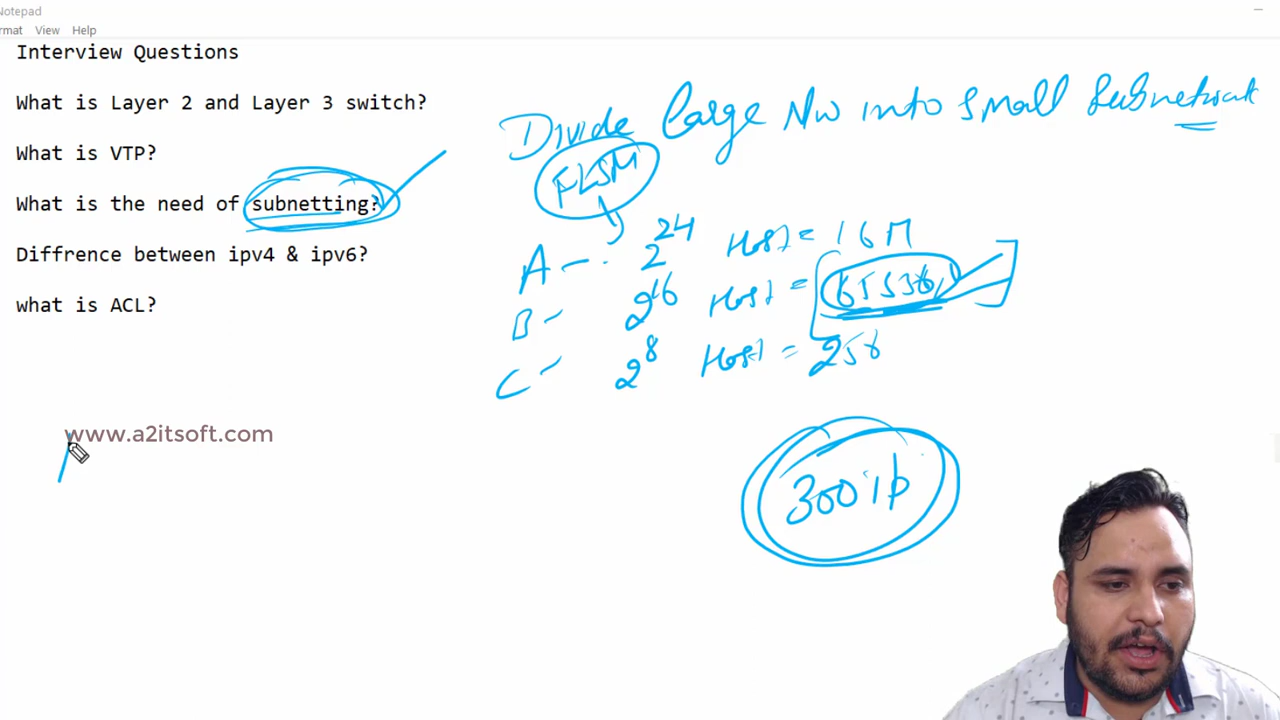 Notepad
rmat View Help
Interview Questions
What is Layer 2 and Layer 3 switch?
What is VTP?
What is the need of subnetting?
Diffrence between ipv4 & ipv6?
what is ACL?
www.a2itsoft.com
Divide large Nw into small subnetwork
FLSM
A - 2^24 Host = 16M
B - 2^16 Host = 65536
C - 2^8 Host = 256
300 ip